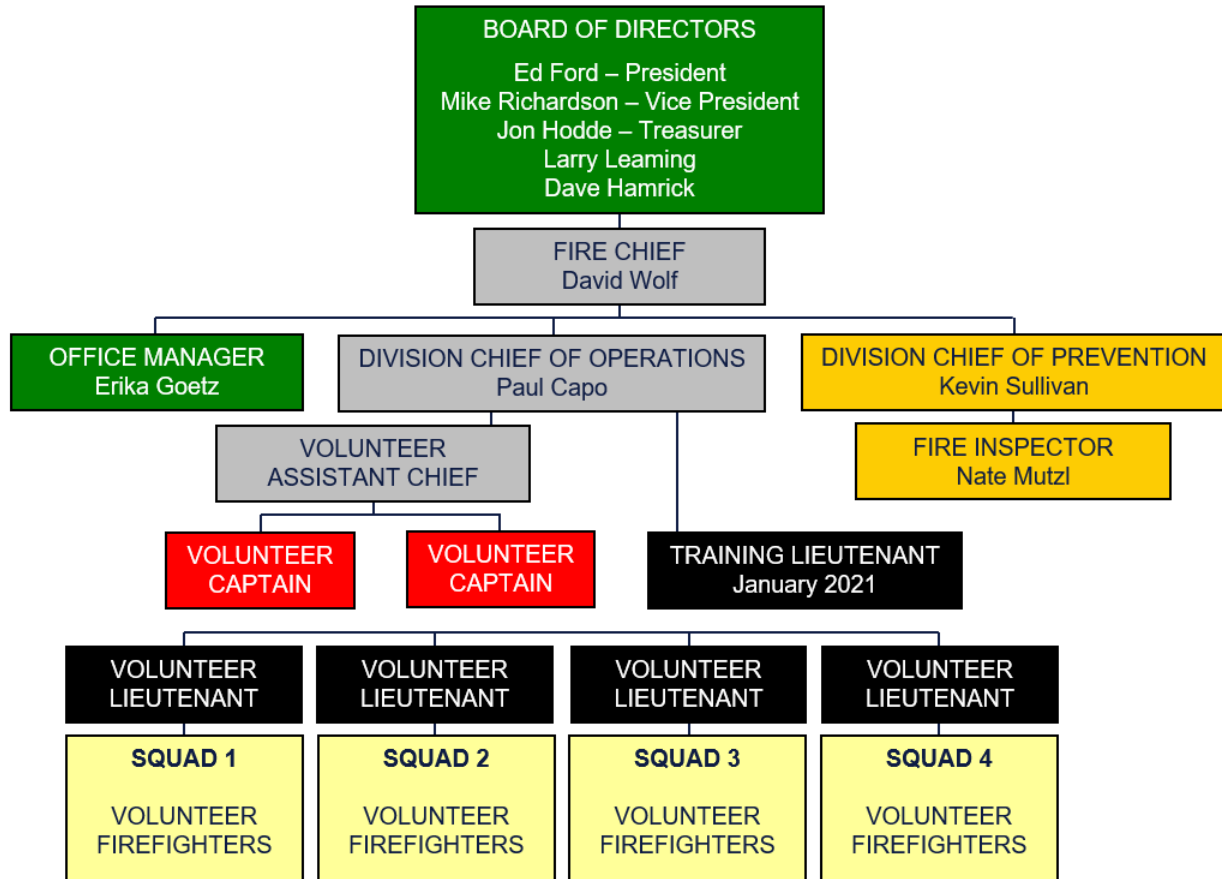 BOARD OF DIRECTORS
Ed Ford – President
Mike Richardson – Vice President
Jon Hodde – Treasurer
Larry Leaming
Dave Hamrick
FIRE CHIEF
David Wolf
OFFICE MANAGER
Erika Goetz
DIVISION CHIEF OF OPERATIONS
Paul Capo
DIVISION CHIEF OF PREVENTION
Kevin Sullivan
VOLUNTEER
ASSISTANT CHIEF
FIRE INSPECTOR
Nate Mutzl
VOLUNTEER
CAPTAIN
VOLUNTEER
CAPTAIN
TRAINING LIEUTENANT
January 2021
VOLUNTEER
LIEUTENANT
VOLUNTEER
LIEUTENANT
VOLUNTEER
LIEUTENANT
VOLUNTEER
LIEUTENANT
SQUAD 1
VOLUNTEER
FIREFIGHTERS
SQUAD 2
VOLUNTEER
FIREFIGHTERS
SQUAD 3
VOLUNTEER
FIREFIGHTERS
SQUAD 4
VOLUNTEER
FIREFIGHTERS